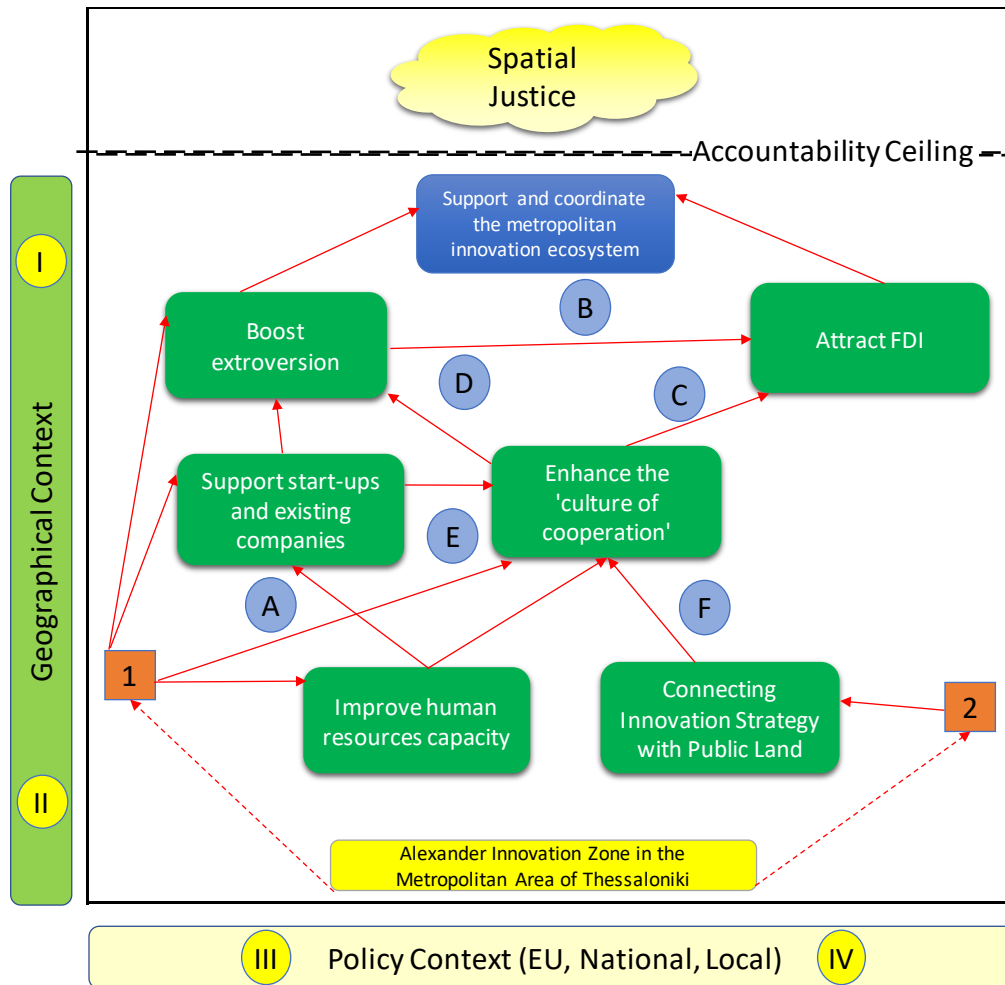 Spatial
Justice
Accountability Ceiling
Support and coordinate
the metropolitan
innovation ecosystem
I
B
Boost
extroversion
Attract FDI
D
C
Geographical Context
Support start-ups
and existing
companies
Enhance the
'culture of
cooperation'
E
A
F
1
Improve human
resources capacity
Connecting
Innovation Strategy
with Public Land
2
II
Alexander Innovation Zone in the
Metropolitan Area of Thessaloniki
III
Policy Context (EU, National, Local)
IV